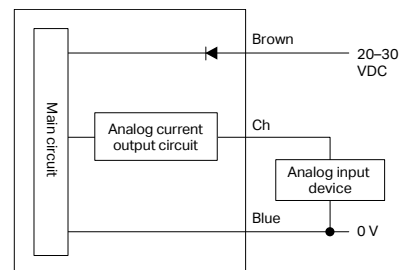 Brown
20–30
VDC
Main circuit
Analog current
output circuit
Ch
Analog input
device
Blue
0 V